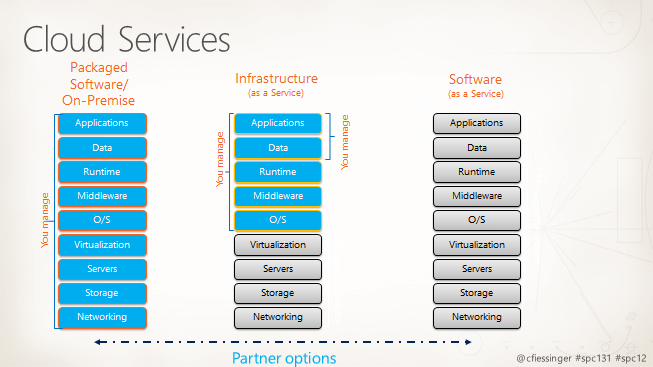 Cloud Services
Packaged
Software/
On-Premise
You manage
Applications
Data
Runtime
Middleware
O/S
Virtualization
Servers
Storage
Networking
Infrastructure
(as a Service)
You manage
You manage
Applications
Data
Runtime
Middleware
O/S
Virtualization
Servers
Storage
Networking
Software
(as a Service)
Applications
Data
Runtime
Middleware
O/S
Virtualization
Servers
Storage
Networking
Partner options
@cfiessinger #spc131 #spc12